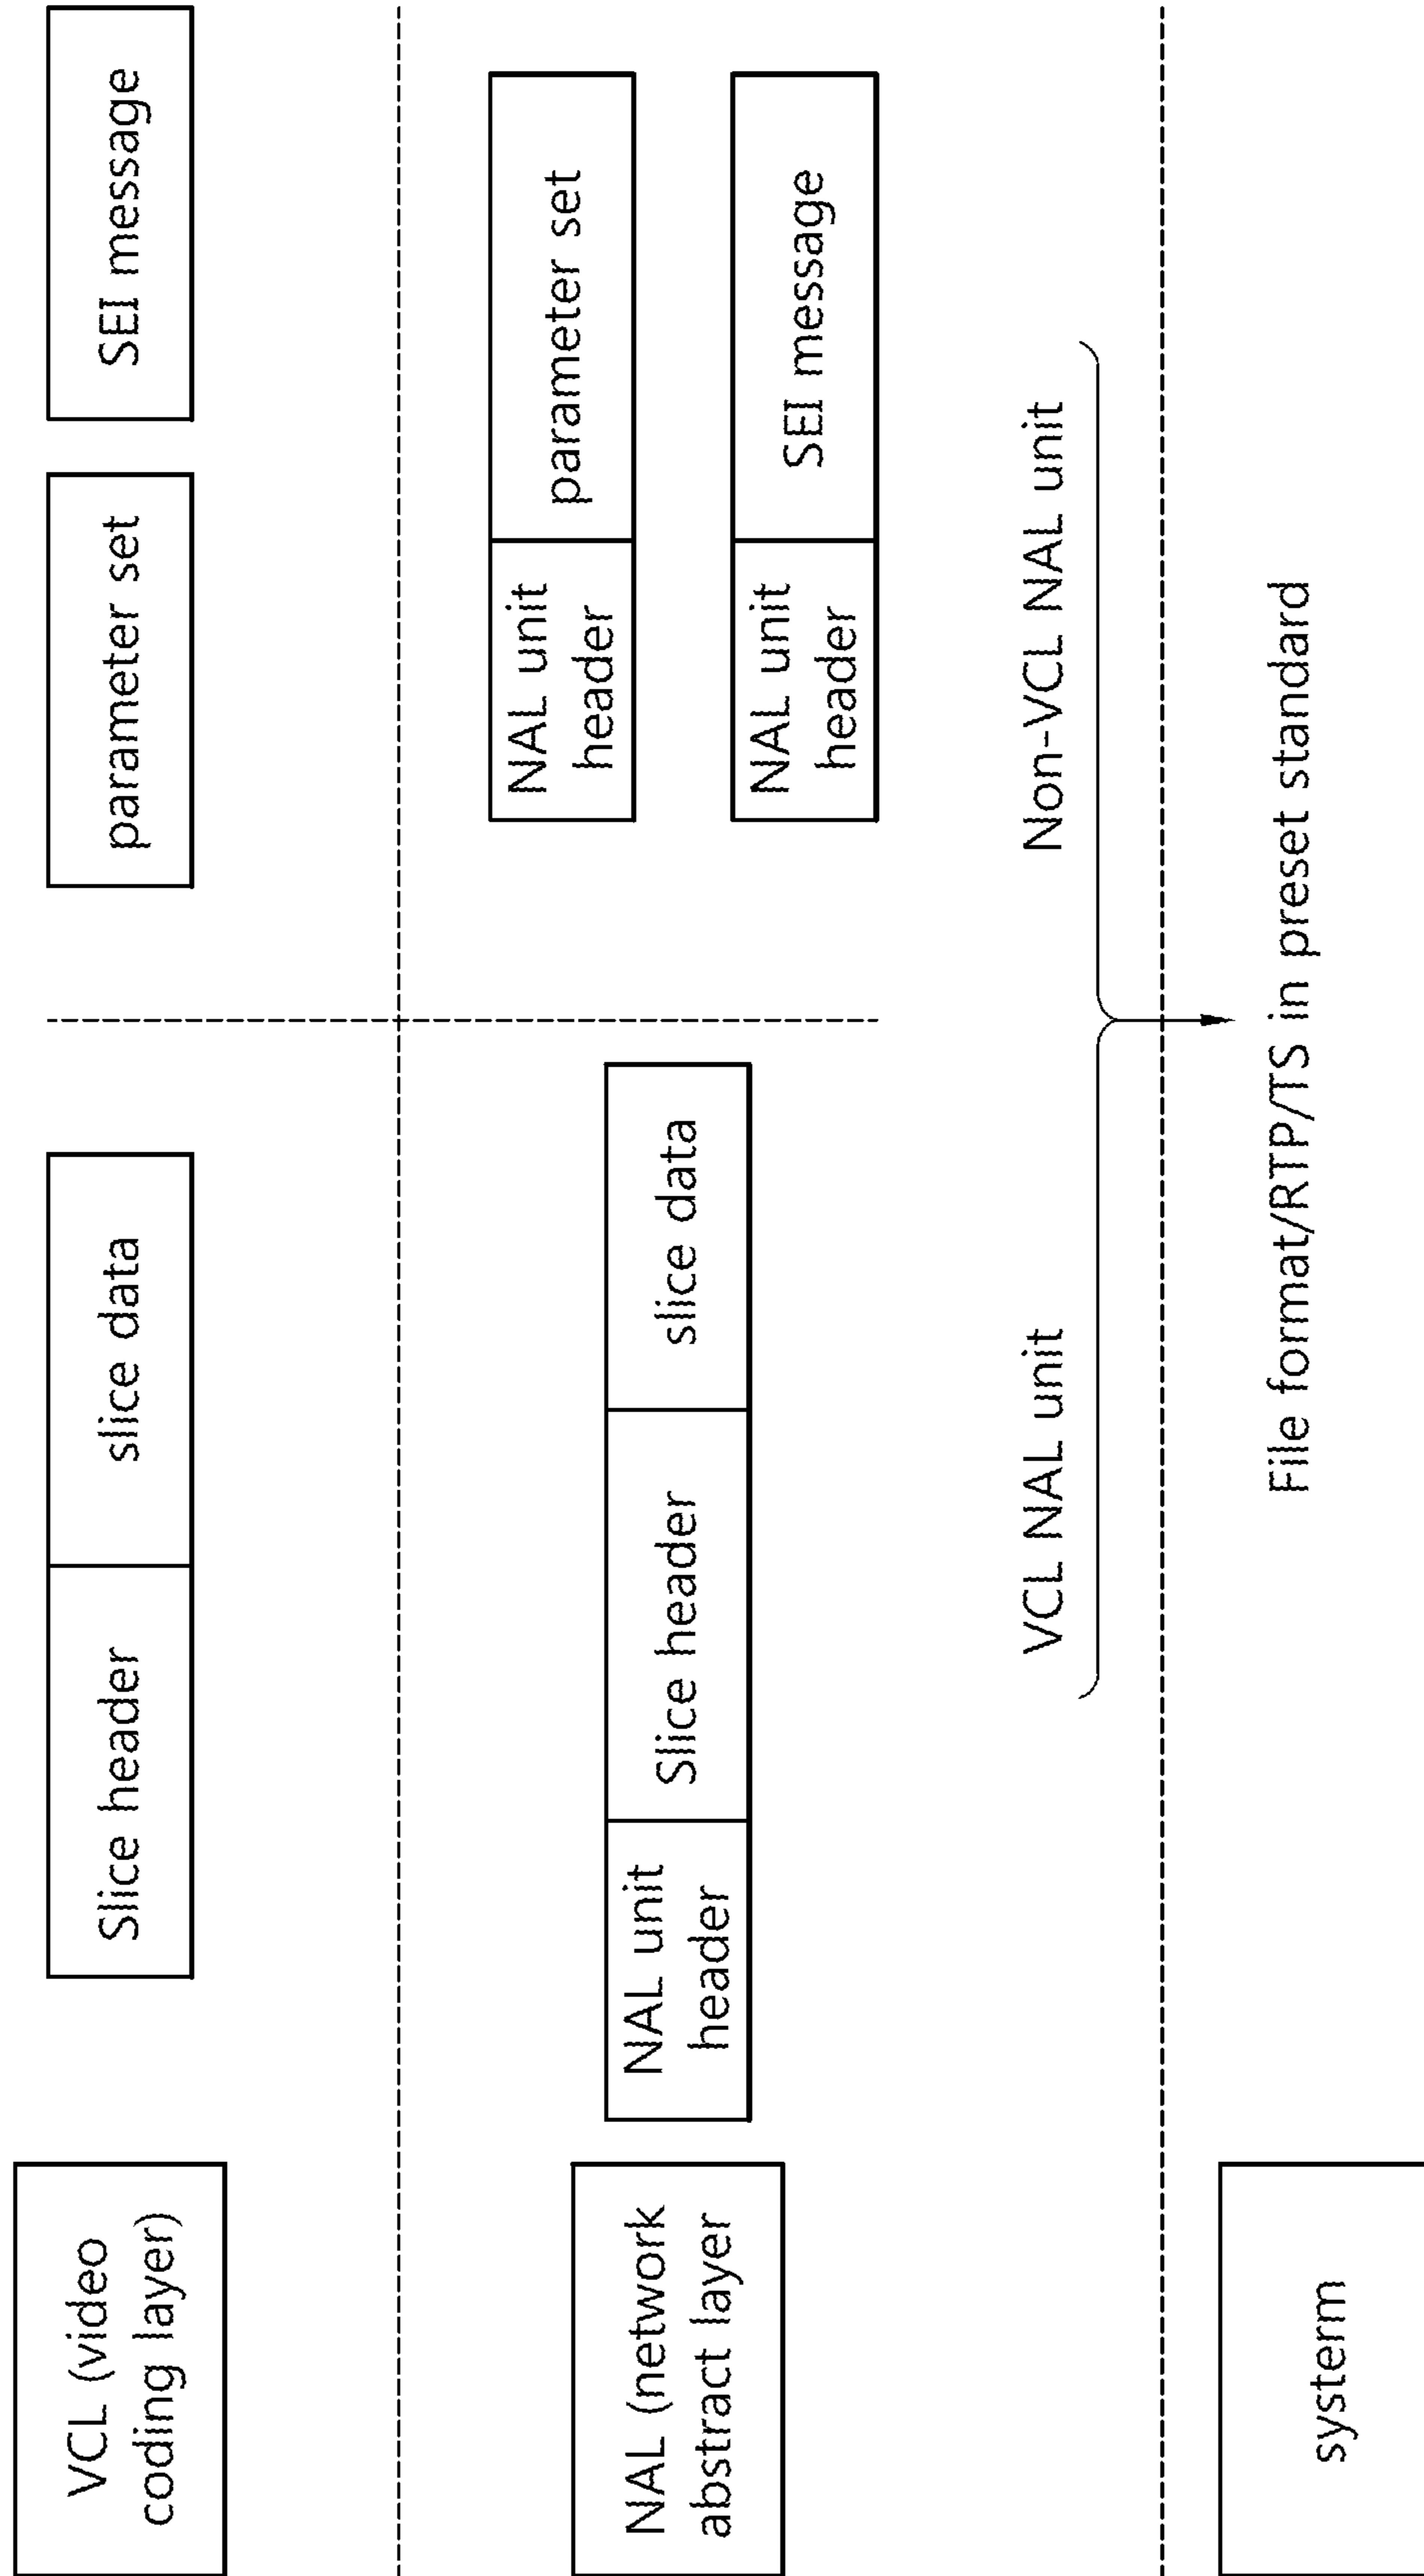 VCL (video
coding layer)
Slice header
slice data
parameter set
SEI message
NAL (network
abstract layer
NAL unit
header
Slice header
slice data
NAL unit
header
parameter set
NAL unit
header
SEI message
VCL NAL unit
Non-VCL NAL unit
systerm
File format/RTP/TS in preset standard